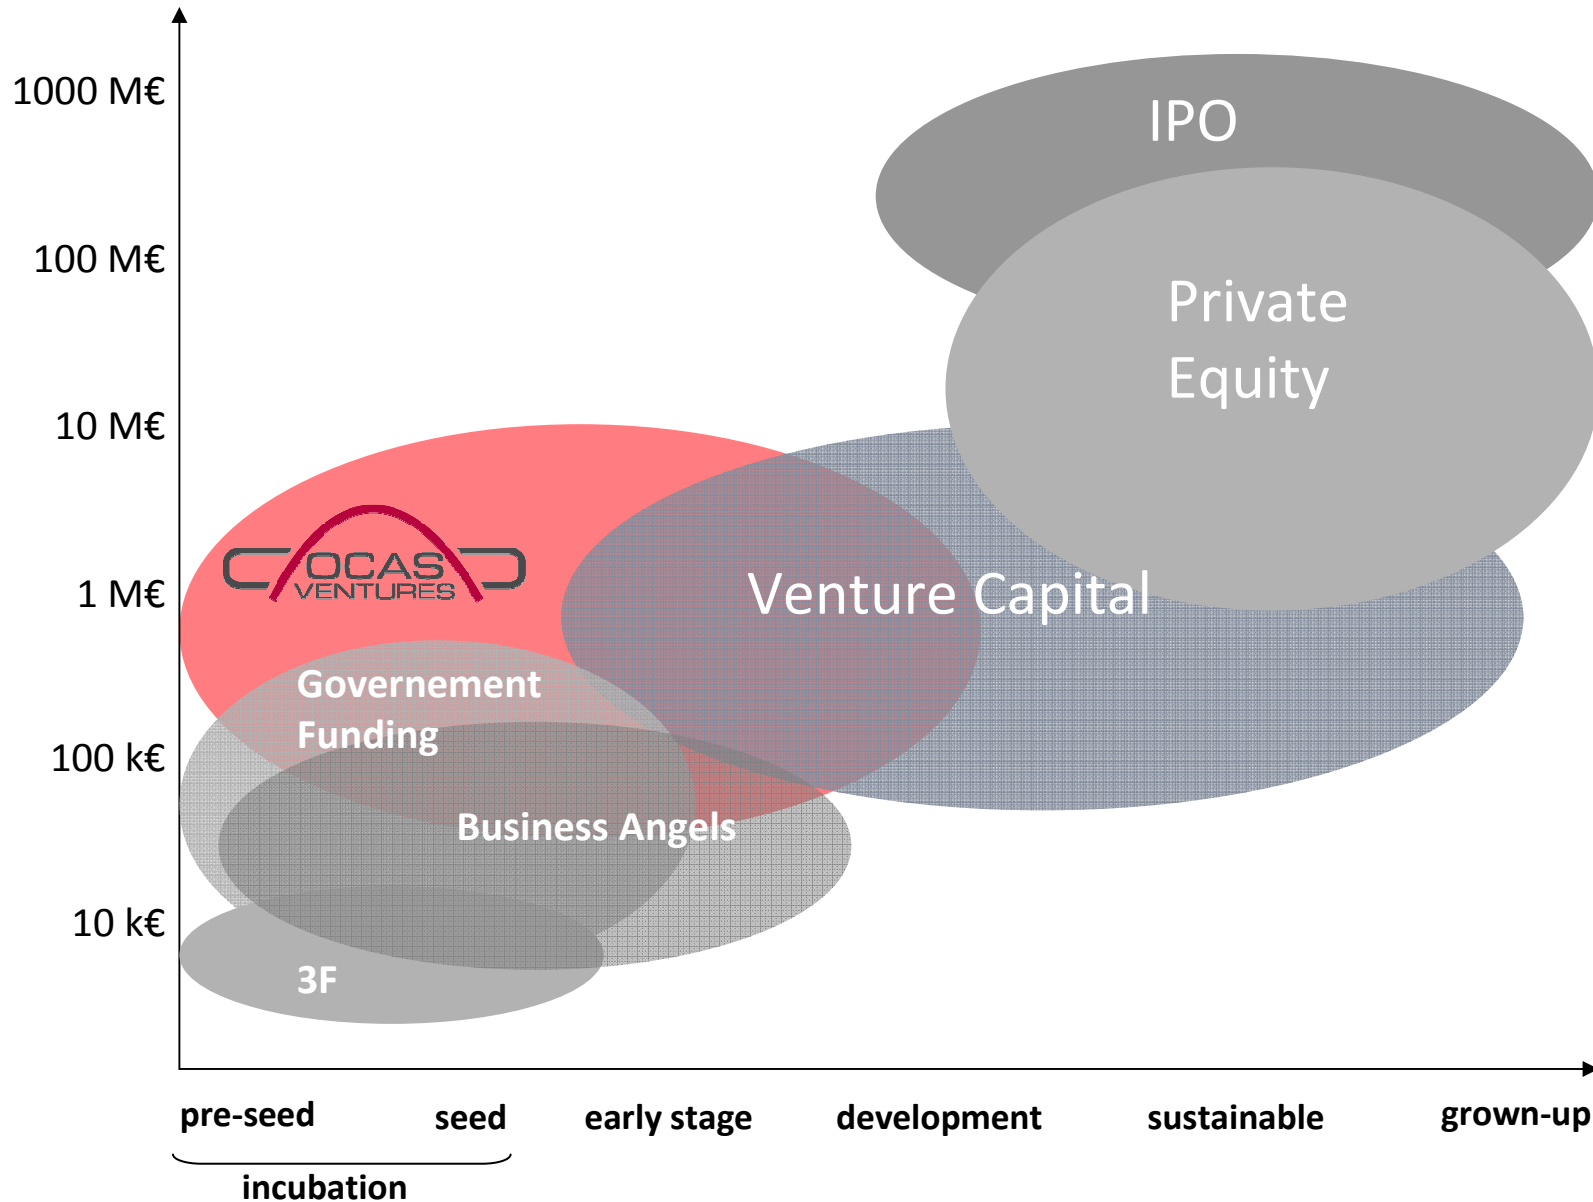 1000 M€
IPO
100 M€
Private
Equity
10 M€
OCAS
VENTURES
1 M€
Venture Capital
Governement
Funding
100 k€
Business Angels
10 k€
3F
pre-seed seed early stage development sustainable grown-up
incubation